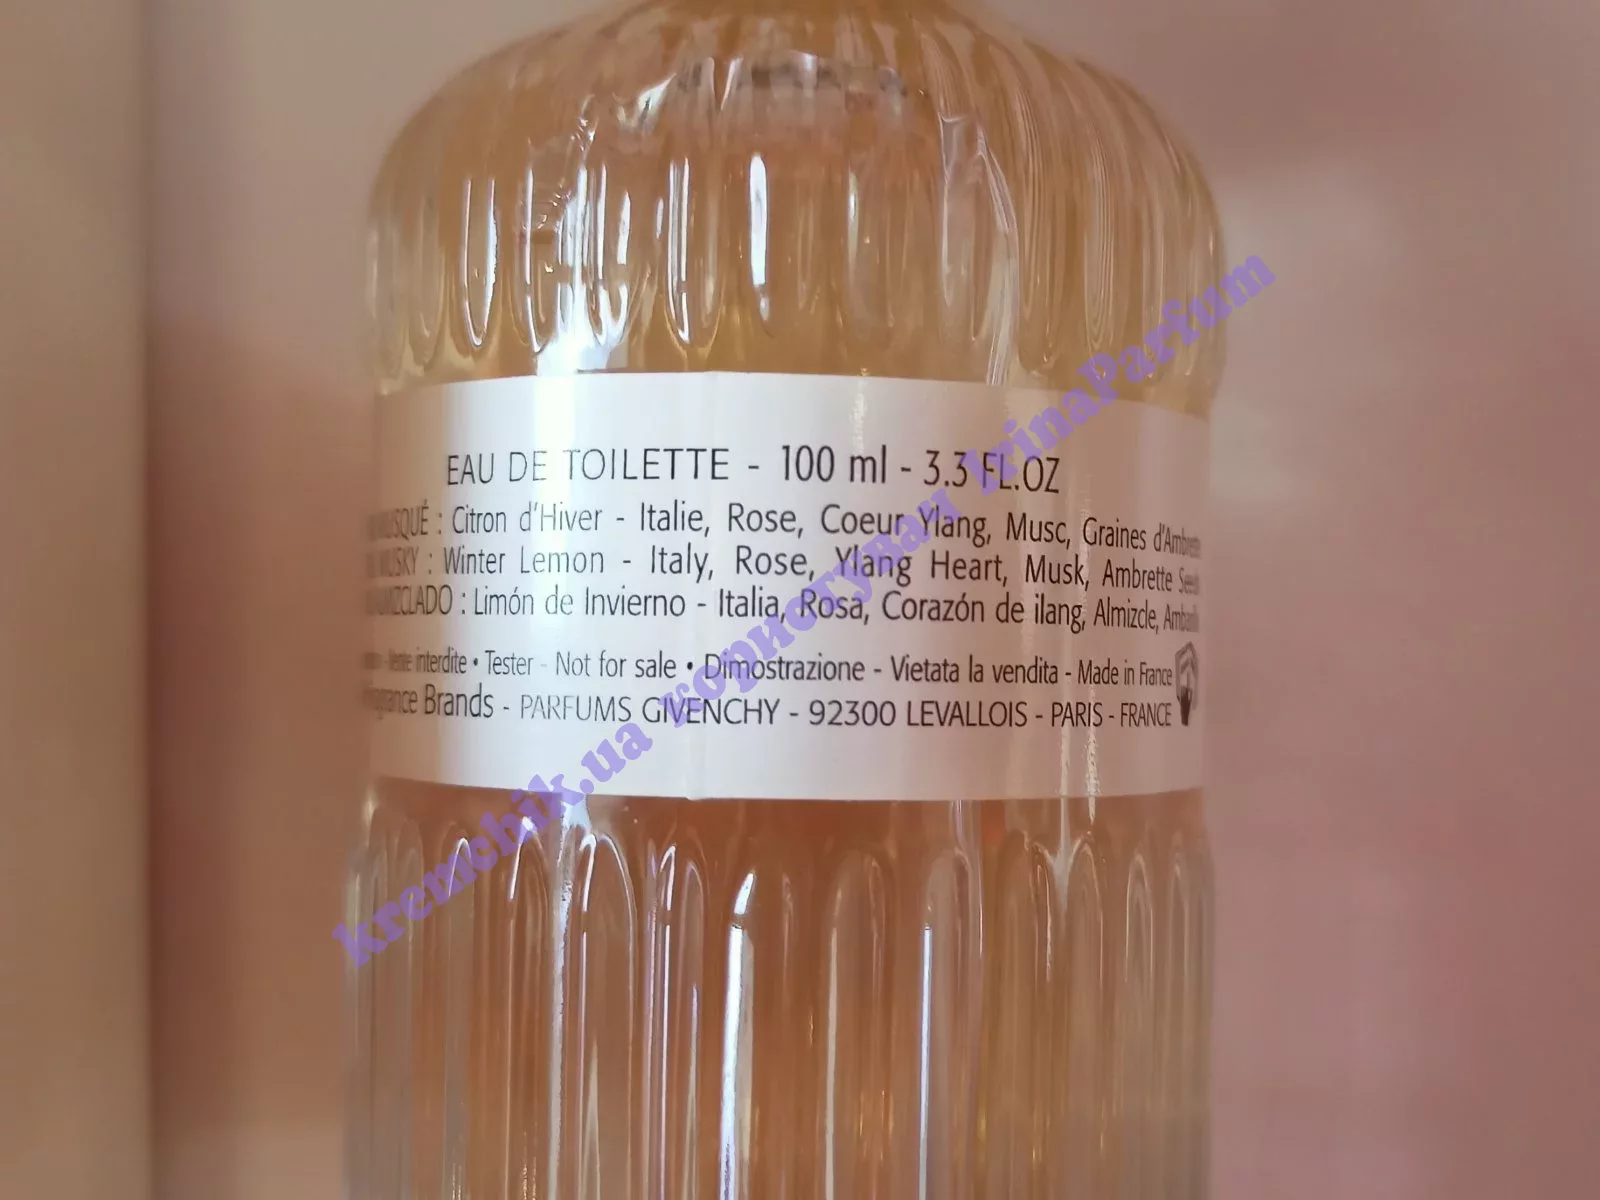 EAU DE TOILETTE - 100 ml - 3.3 FL.OZ
MUSQUÉ : Citron d'Hiver - Italie, Rose, Coeur Ylang, Musc, Graines d'Ambrette
MUSKY : Winter Lemon - Italy, Rose, Ylang Heart, Musk, Ambrette Seeds
: Limón de Invierno - Italia, Rosa, Corazón de ilang, Almizcle,
Vente interdite • Tester - Not for sale • Dimostrazione - Vietata la vendita - Made in France
Fragrance Brands - PARFUMS GIVENCHY - 92300 LEVALLOIS - PARIS - FRANCE
kremchik.ua користувач IrinaParfum